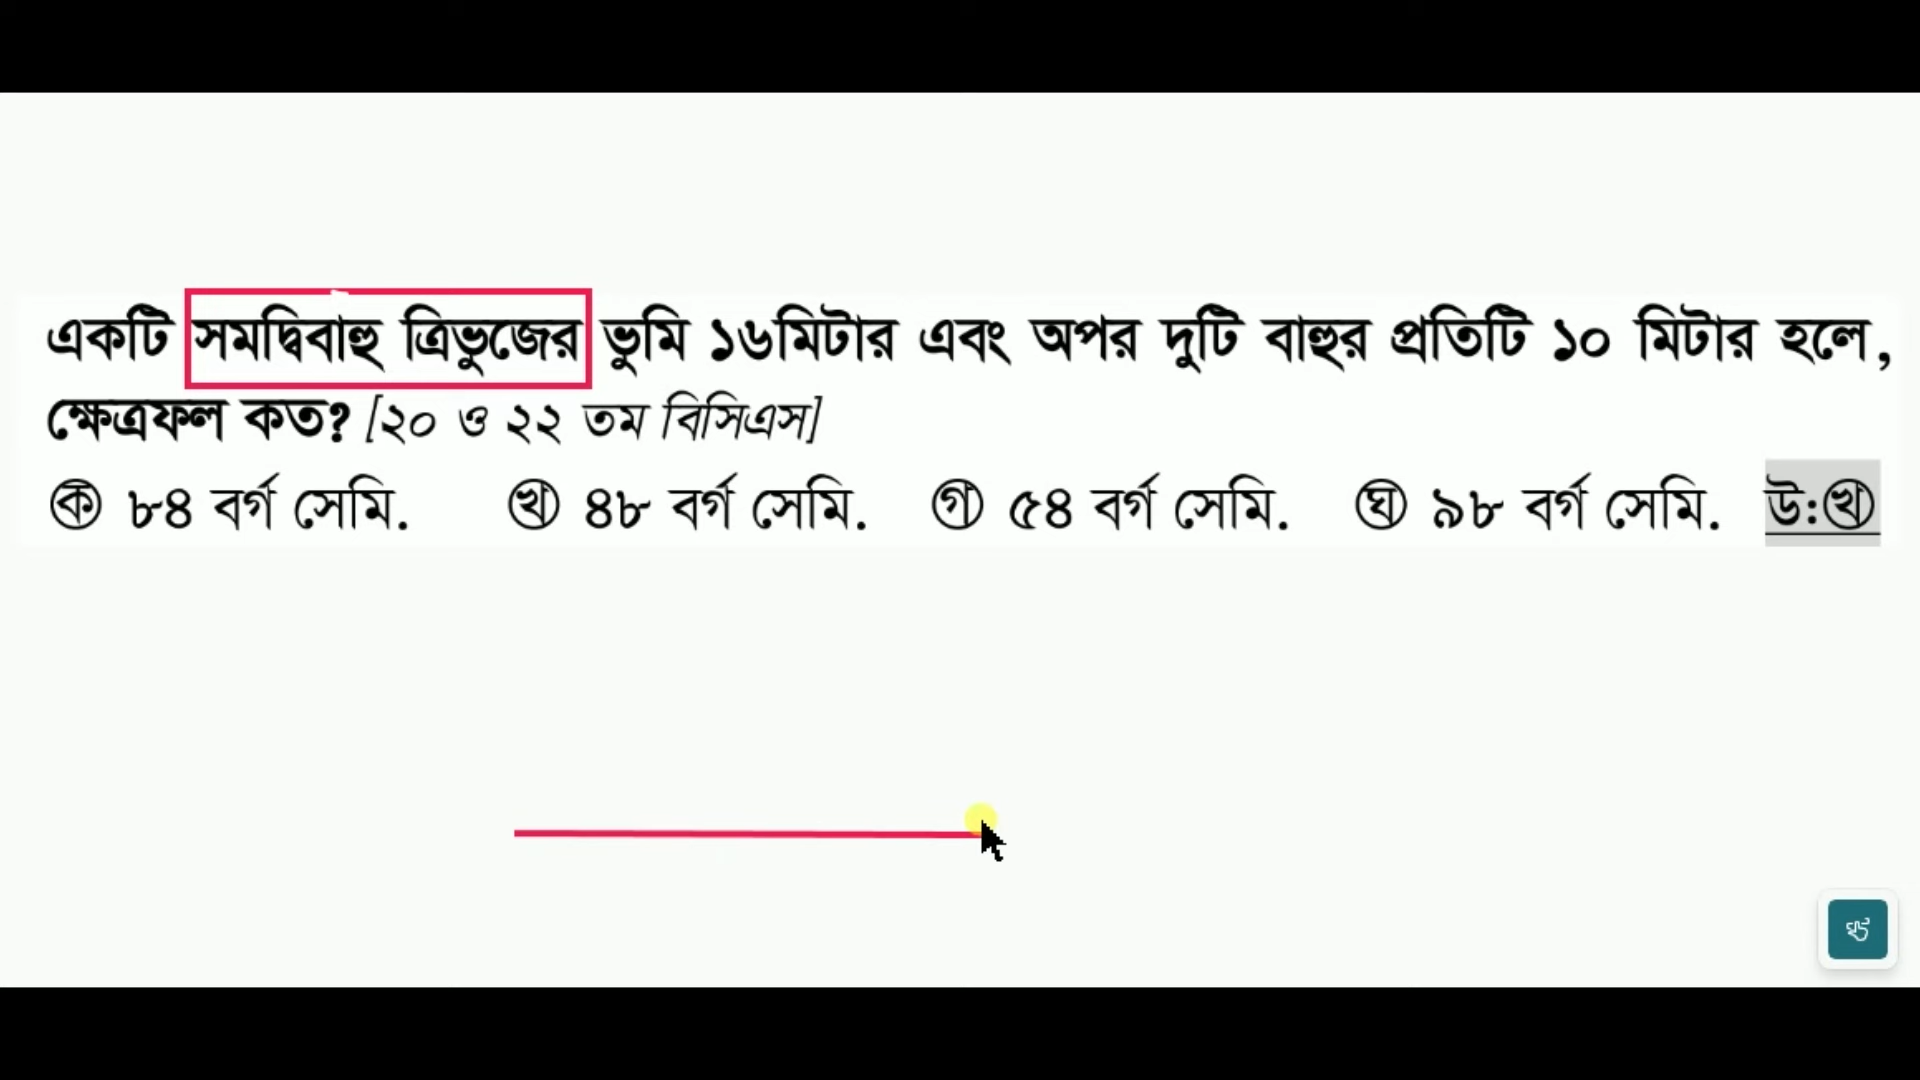 একটি সমদ্বিবাহু ত্রিভুজের ভুমি ১৬মিটার এবং অপর দুটি বাহুর প্রতিটি ১০ মিটার হলে,
ক্ষেত্রফল কত? [২০ ও ২২ তম বিসিএস]
ⓚ ৮৪ বর্গ সেমি. খ ৪৮ বর্গ সেমি. গ ৫৪ বর্গ সেমি. ঘ ৯৮ বর্গ সেমি. উ:খ